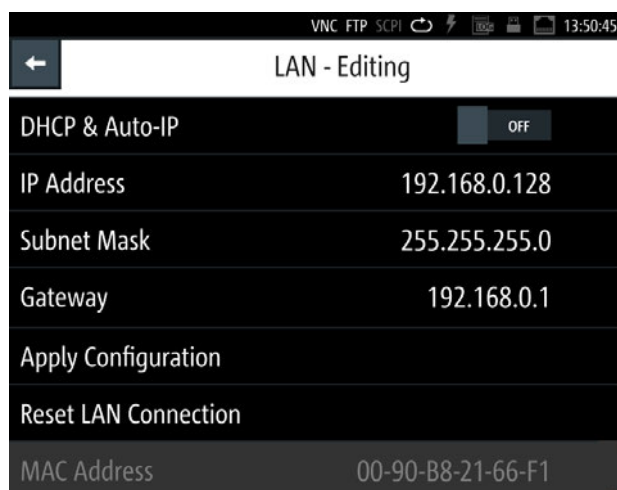 VNC FTP SCPI 13:50:45
LAN - Editing
DHCP & Auto-IP OFF
IP Address 192.168.0.128
Subnet Mask 255.255.255.0
Gateway 192.168.0.1
Apply Configuration
Reset LAN Connection
MAC Address 00-90-B8-21-66-F1